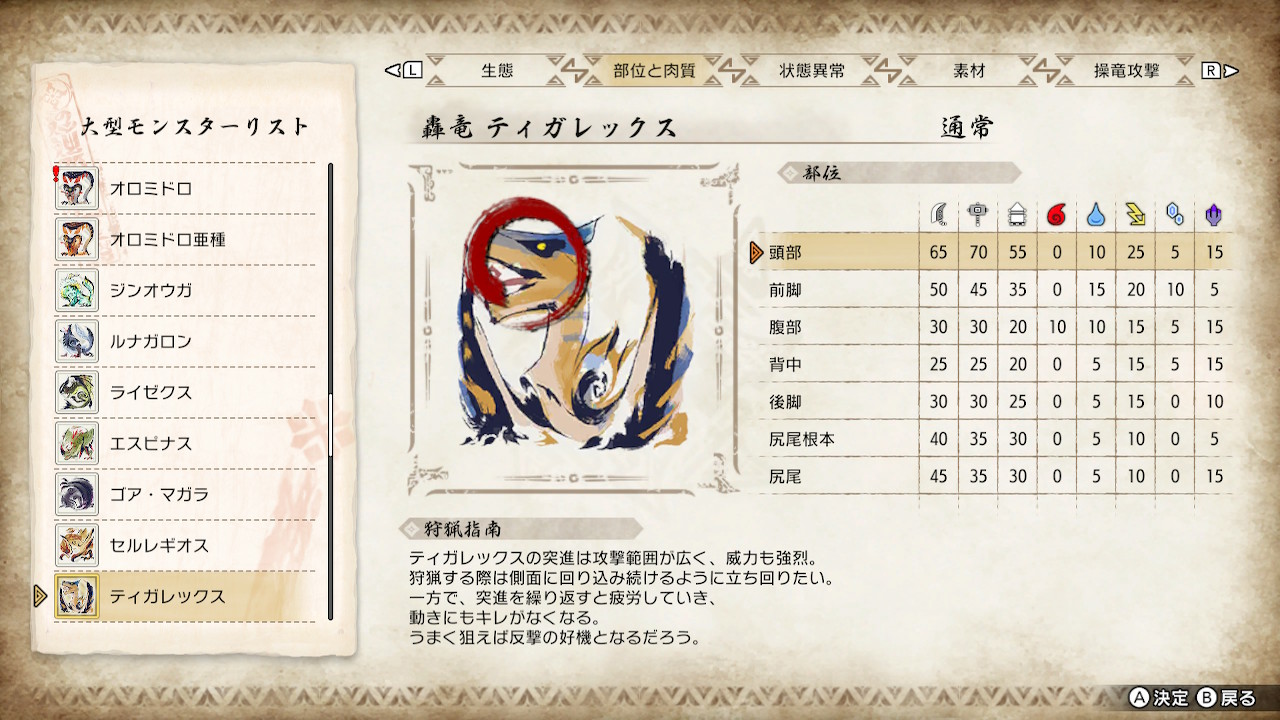 L 生態 部位と肉質 状態異常 素材 操竜攻撃 R
大型モンスターリスト
オロミドロ
オロミドロ亜種
ジンオウガ
ルナガロン
ライゼクス
エスピナス
ゴア・マガラ
セルレギオス
ティガレックス
轟竜 ティガレックス 通常
部位
頭部 65 70 55 0 10 25 5 15
前脚 50 45 35 0 15 20 10 5
腹部 30 30 20 10 10 15 5 15
背中 25 25 20 0 5 15 5 15
後脚 30 30 25 0 5 15 0 10
尻尾根本 40 35 30 0 5 10 0 5
尻尾 45 35 30 0 5 10 0 15
狩猟指南
ティガレックスの突進は攻撃範囲が広く、威力も強烈。
狩猟する際は側面に回り込み続けるように立ち回りたい。
一方で、突進を繰り返すと疲労していき、
動きにもキレがなくなる。
うまく狙えば反撃の好機となるだろう。
A 決定 B 戻る